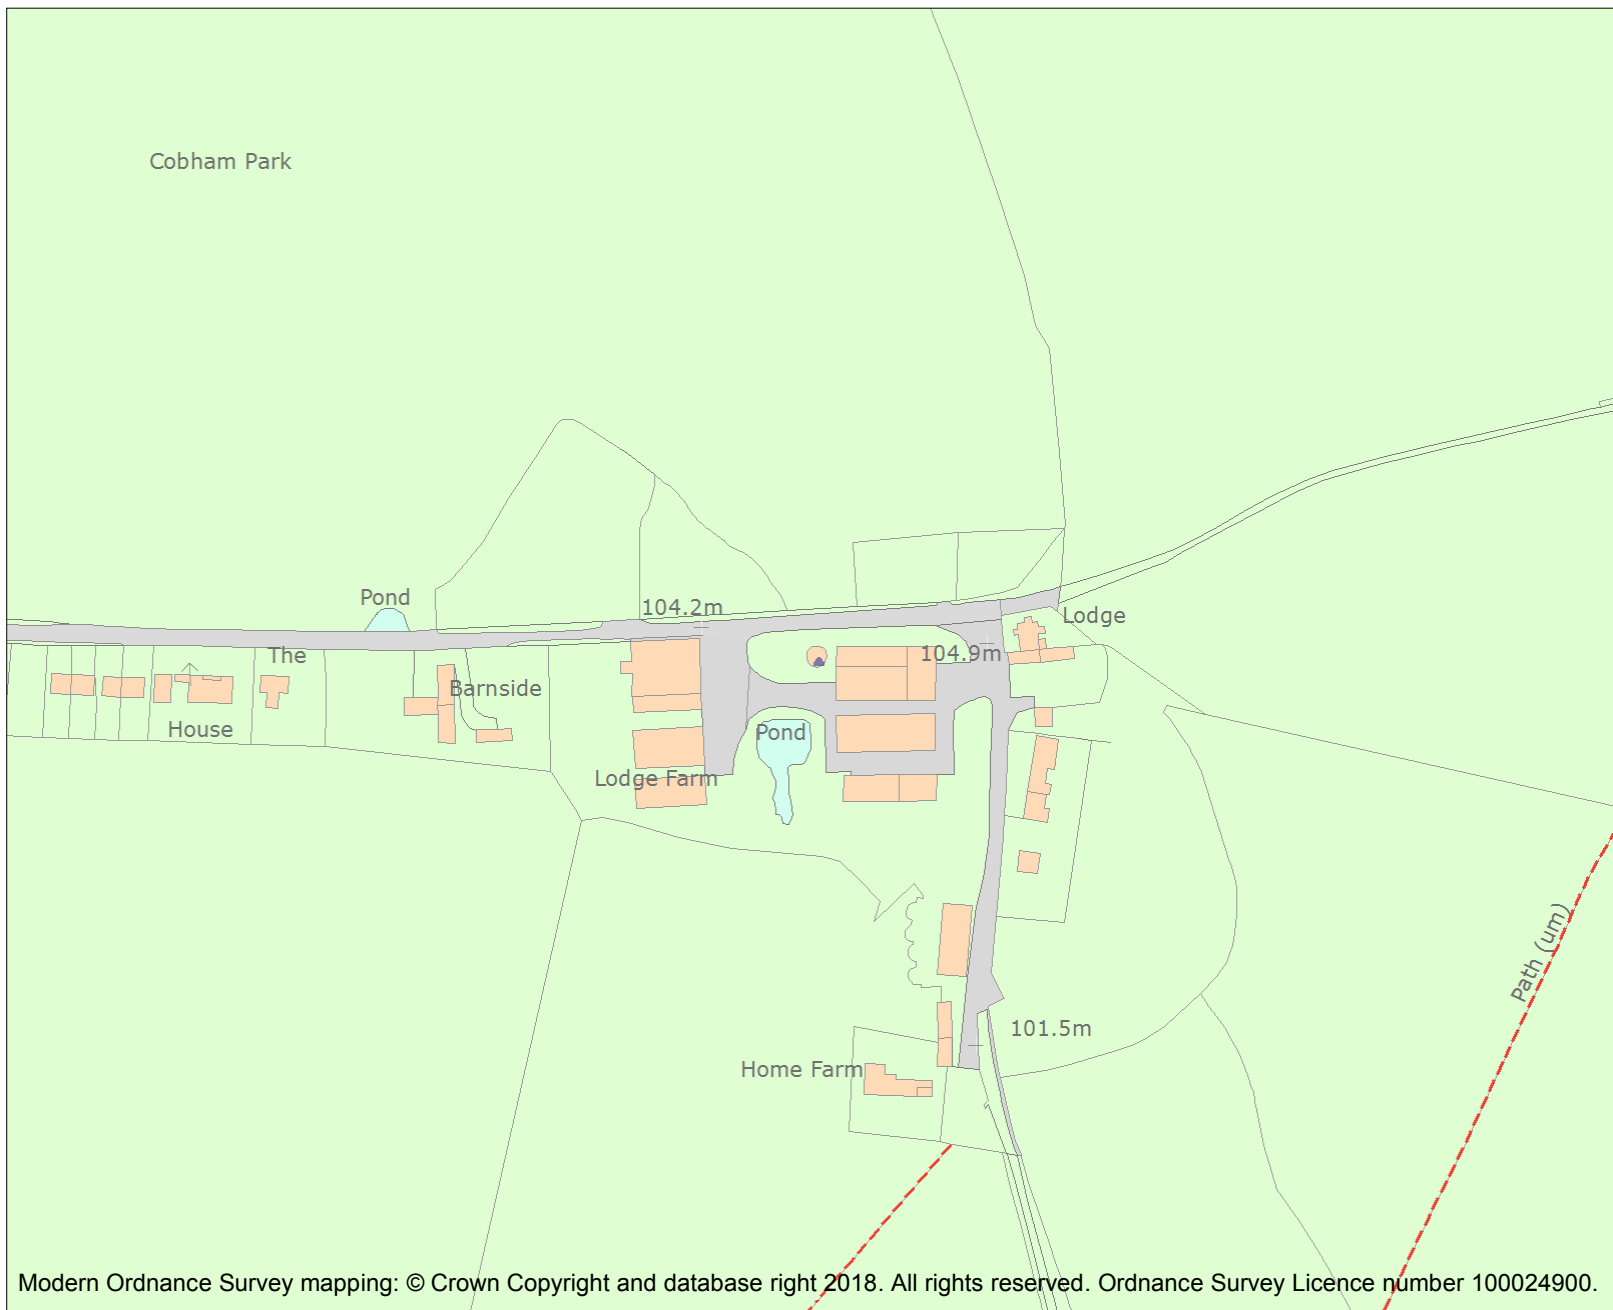 Cobham Park
Pond
104.2m
Lodge
The
104.9m
Barnside
House
Pond
Lodge Farm
Path (um)
101.5m
Home Farm
Modern Ordnance Survey mapping: © Crown Copyright and database right 2018. All rights reserved. Ordnance Survey Licence number 100024900.